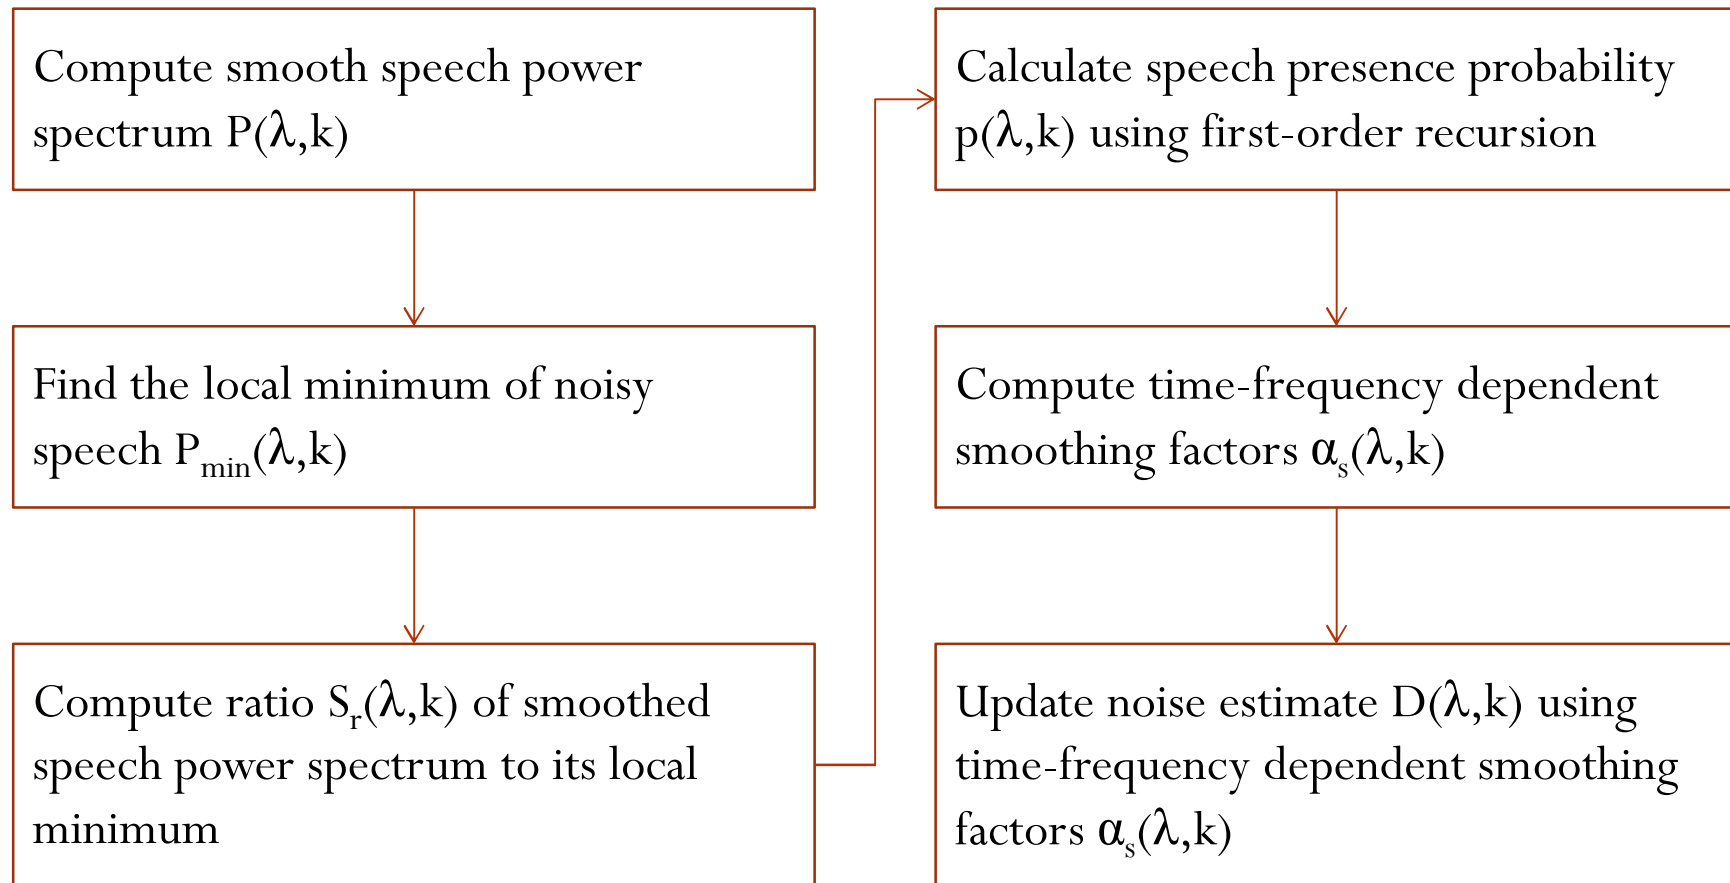 Compute smooth speech power
spectrum P(λ,k)
Find the local minimum of noisy
speech Pmin(λ,k)
Compute ratio Sr(λ,k) of smoothed
speech power spectrum to its local
minimum
Calculate speech presence probability
p(λ,k) using first-order recursion
Compute time-frequency dependent
smoothing factors αs(λ,k)
Update noise estimate D(λ,k) using
time-frequency dependent smoothing
factors αs(λ,k)